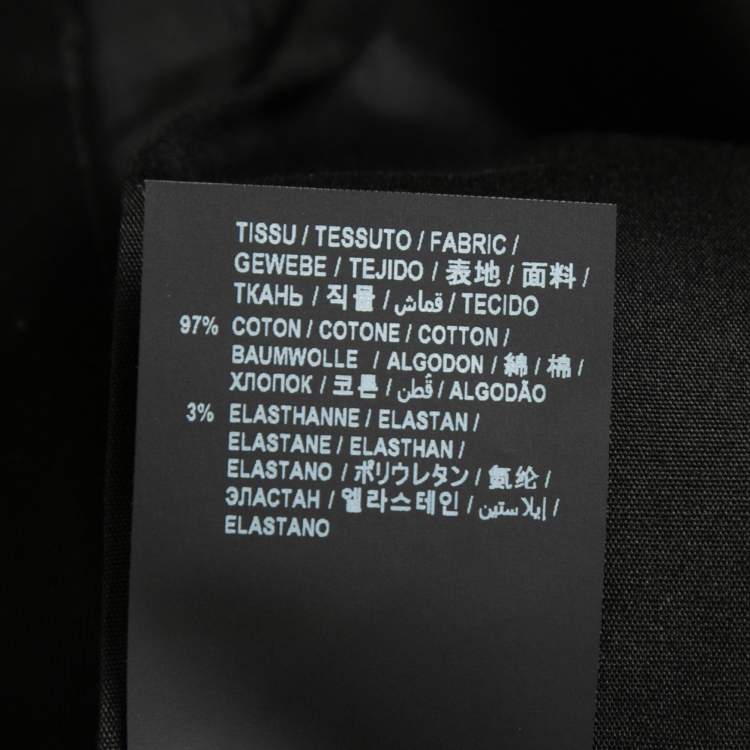 TISSU / TESSUTO / FABRIC /
GEWEBE / TEJIDO / 表地 / 面料 /
ТКАНЬ / 직물 / قماش / TECIDO
97% COTON / COTONE / COTTON /
BAUMWOLLE / ALGODON / 綿 / 棉 /
ХЛОПОК / 코튼 / قُطن / ALGODÃO
3% ELASTHANNE / ELASTAN /
ELASTANE / ELASTHAN /
ELASTANO / ポリウレタン / 氨纶 /
ЭЛАСТАН / 엘라스테인 / إيلاستين /
ELASTANO